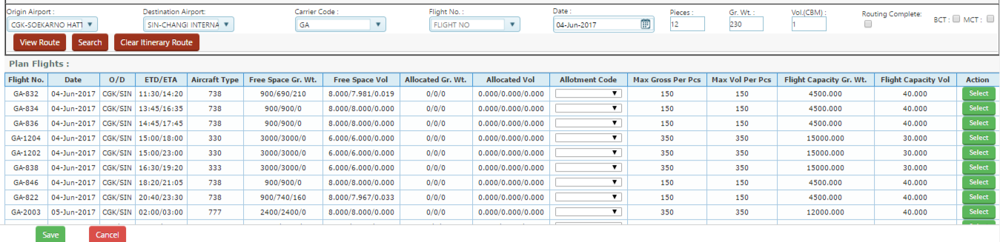 Origin Airport : Destination Airport: Carrier Code : Flight No. : Date : Pieces : Gr. Wt. : Vol.(CBM) : Routing Complete: BCT : MCT :
CGK-SOEKARNO HATT SIN-CHANGI INTERNA GA FLIGHT NO 04-Jun-2017 12 230 1
View Route Search Clear Itinerary Route
Plan Flights :
Flight No. Date O/D ETD/ETA Aircraft Type Free Space Gr. Wt. Free Space Vol Allocated Gr. Wt. Allocated Vol Allotment Code Max Gross Per Pcs Max Vol Per Pcs Flight Capacity Gr. Wt. Flight Capacity Vol Action
GA-832 04-Jun-2017 CGK/SIN 11:30/14:20 738 900/690/210 8.000/7.981/0.019 0/0/0 0.000/0.000/0.000 150 150 4500.000 40.000 Select
GA-834 04-Jun-2017 CGK/SIN 13:45/16:35 738 900/900/0 8.000/8.000/0.000 0/0/0 0.000/0.000/0.000 150 150 4500.000 40.000 Select
GA-836 04-Jun-2017 CGK/SIN 14:45/17:45 738 900/900/0 8.000/8.000/0.000 0/0/0 0.000/0.000/0.000 150 150 4500.000 40.000 Select
GA-1204 04-Jun-2017 CGK/SIN 15:00/18:00 330 3000/3000/0 6.000/6.000/0.000 0/0/0 0.000/0.000/0.000 350 350 15000.000 30.000 Select
GA-1202 04-Jun-2017 CGK/SIN 15:00/23:00 330 3000/3000/0 6.000/6.000/0.000 0/0/0 0.000/0.000/0.000 350 350 15000.000 30.000 Select
GA-838 04-Jun-2017 CGK/SIN 16:30/19:20 333 3000/3000/0 6.000/6.000/0.000 0/0/0 0.000/0.000/0.000 350 350 15000.000 30.000 Select
GA-846 04-Jun-2017 CGK/SIN 18:20/21:05 738 900/900/0 8.000/8.000/0.000 0/0/0 0.000/0.000/0.000 150 150 4500.000 40.000 Select
GA-822 04-Jun-2017 CGK/SIN 20:40/23:30 738 900/740/160 8.000/7.967/0.033 0/0/0 0.000/0.000/0.000 150 150 4500.000 40.000 Select
GA-2003 05-Jun-2017 CGK/SIN 02:00/03:00 777 2400/2400/0 8.000/8.000/0.000 0/0/0 0.000/0.000/0.000 350 350 12000.000 40.000 Select
Save Cancel